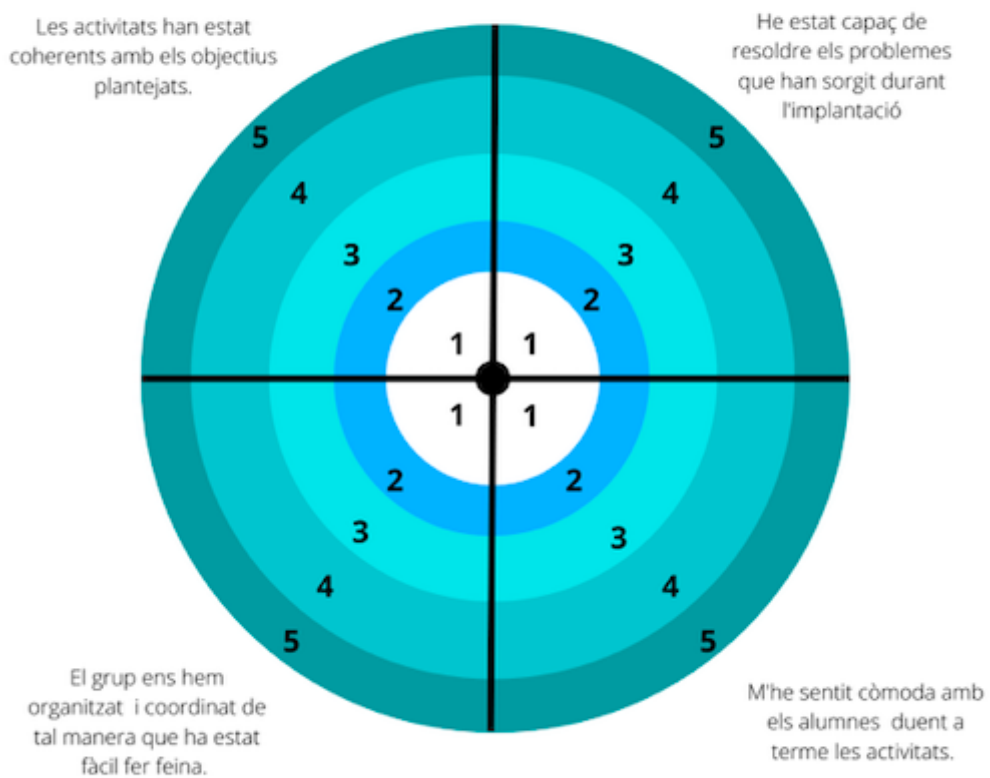 Les activitats han estat
coherents amb els objectius
plantejats.
He estat capaç de
resoldre els problemes
que han sorgit durant
l'implantació
5
5
4
4
3
3
2
2
1
1
1
1
2
2
3
3
4
4
5
5
El grup ens hem
organitzat i coordinat de
tal manera que ha estat
fàcil fer feina.
M'he sentit còmoda amb
els alumnes duent a
terme les activitats.